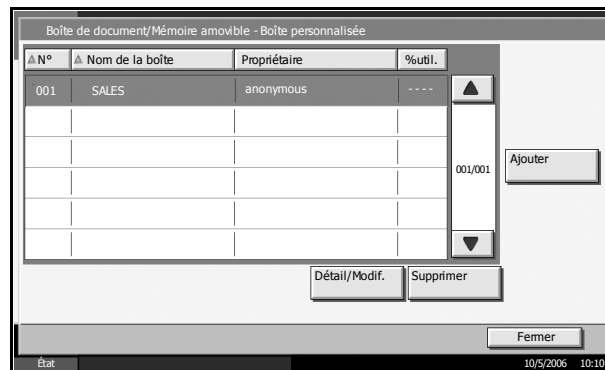 Boîte de document/Mémoire amovible - Boîte personnalisée
N° Nom de la boîte Propriétaire %util.
001 SALES anonymous ----
001/001
Ajouter
Détail/Modif. Supprimer
Fermer
État 10/5/2006 10:10